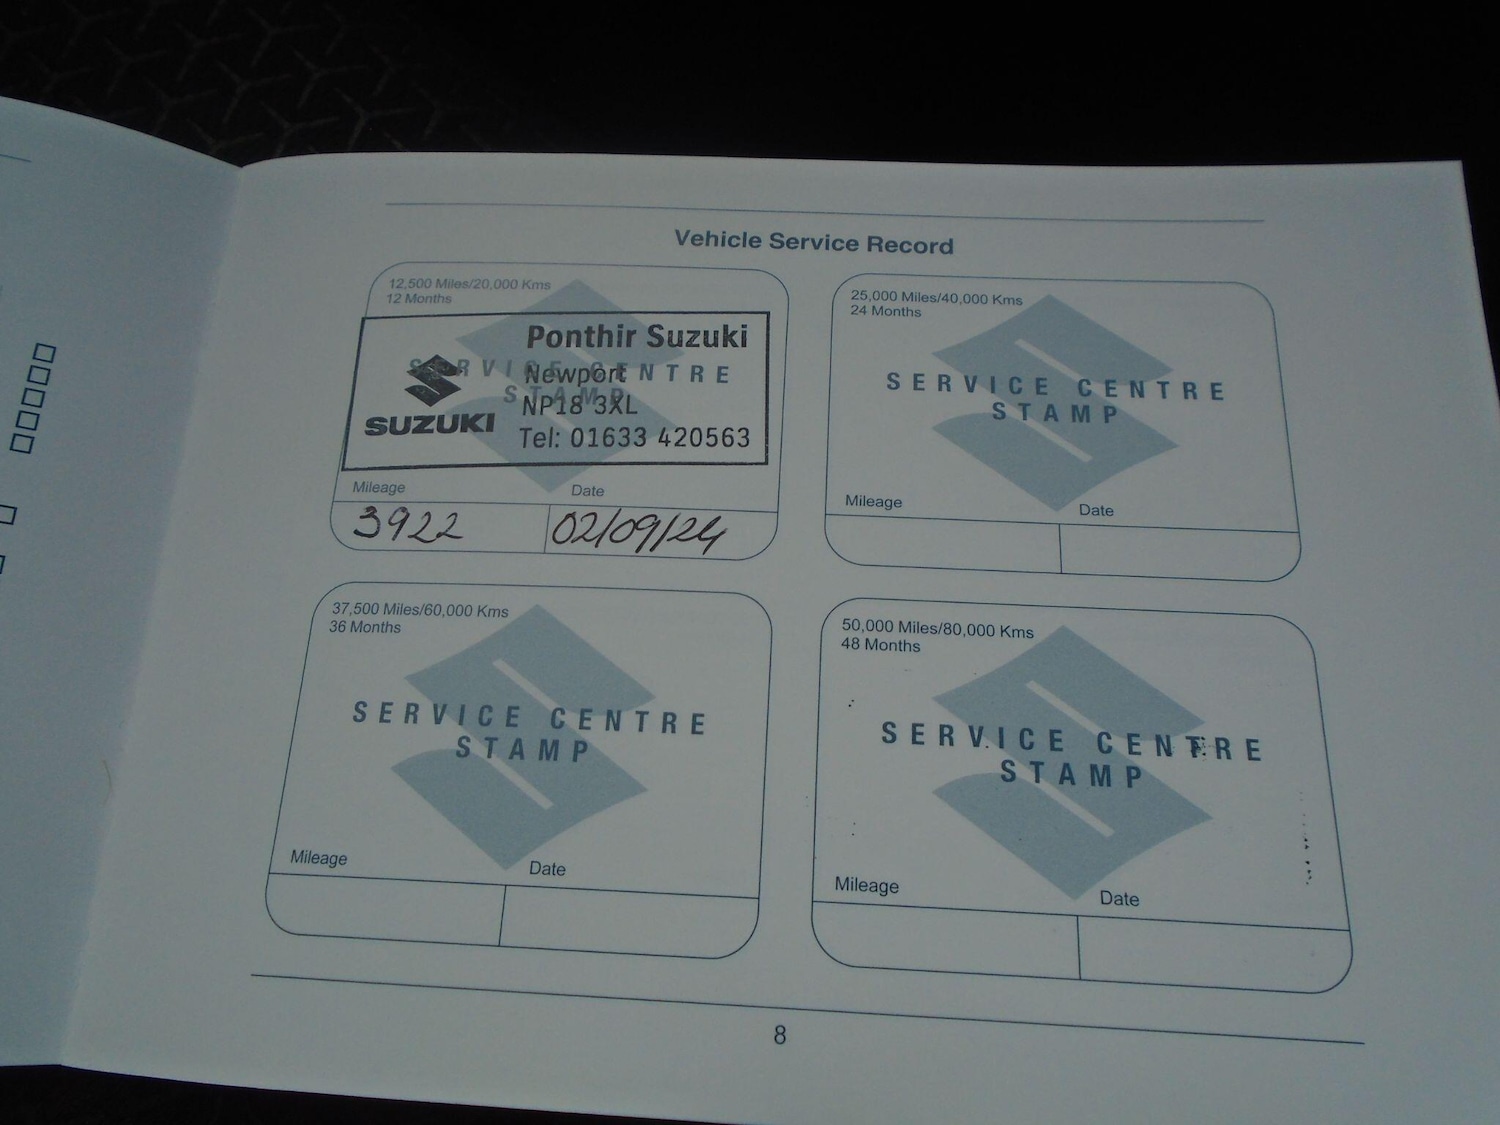 Vehicle Service Record
12,500 Miles/20,000 Kms
12 Months
SERVICE CENTRE
STAMP
Ponthir Suzuki
Newport
NP18 3XL
Tel: 01633 420563
SUZUKI
Mileage
Date
3922
02/09/24
25,000 Miles/40,000 Kms
24 Months
SERVICE CENTRE
STAMP
Mileage
Date
37,500 Miles/60,000 Kms
36 Months
SERVICE CENTRE
STAMP
Mileage
Date
50,000 Miles/80,000 Kms
48 Months
SERVICE CENTRE
STAMP
Mileage
Date
8